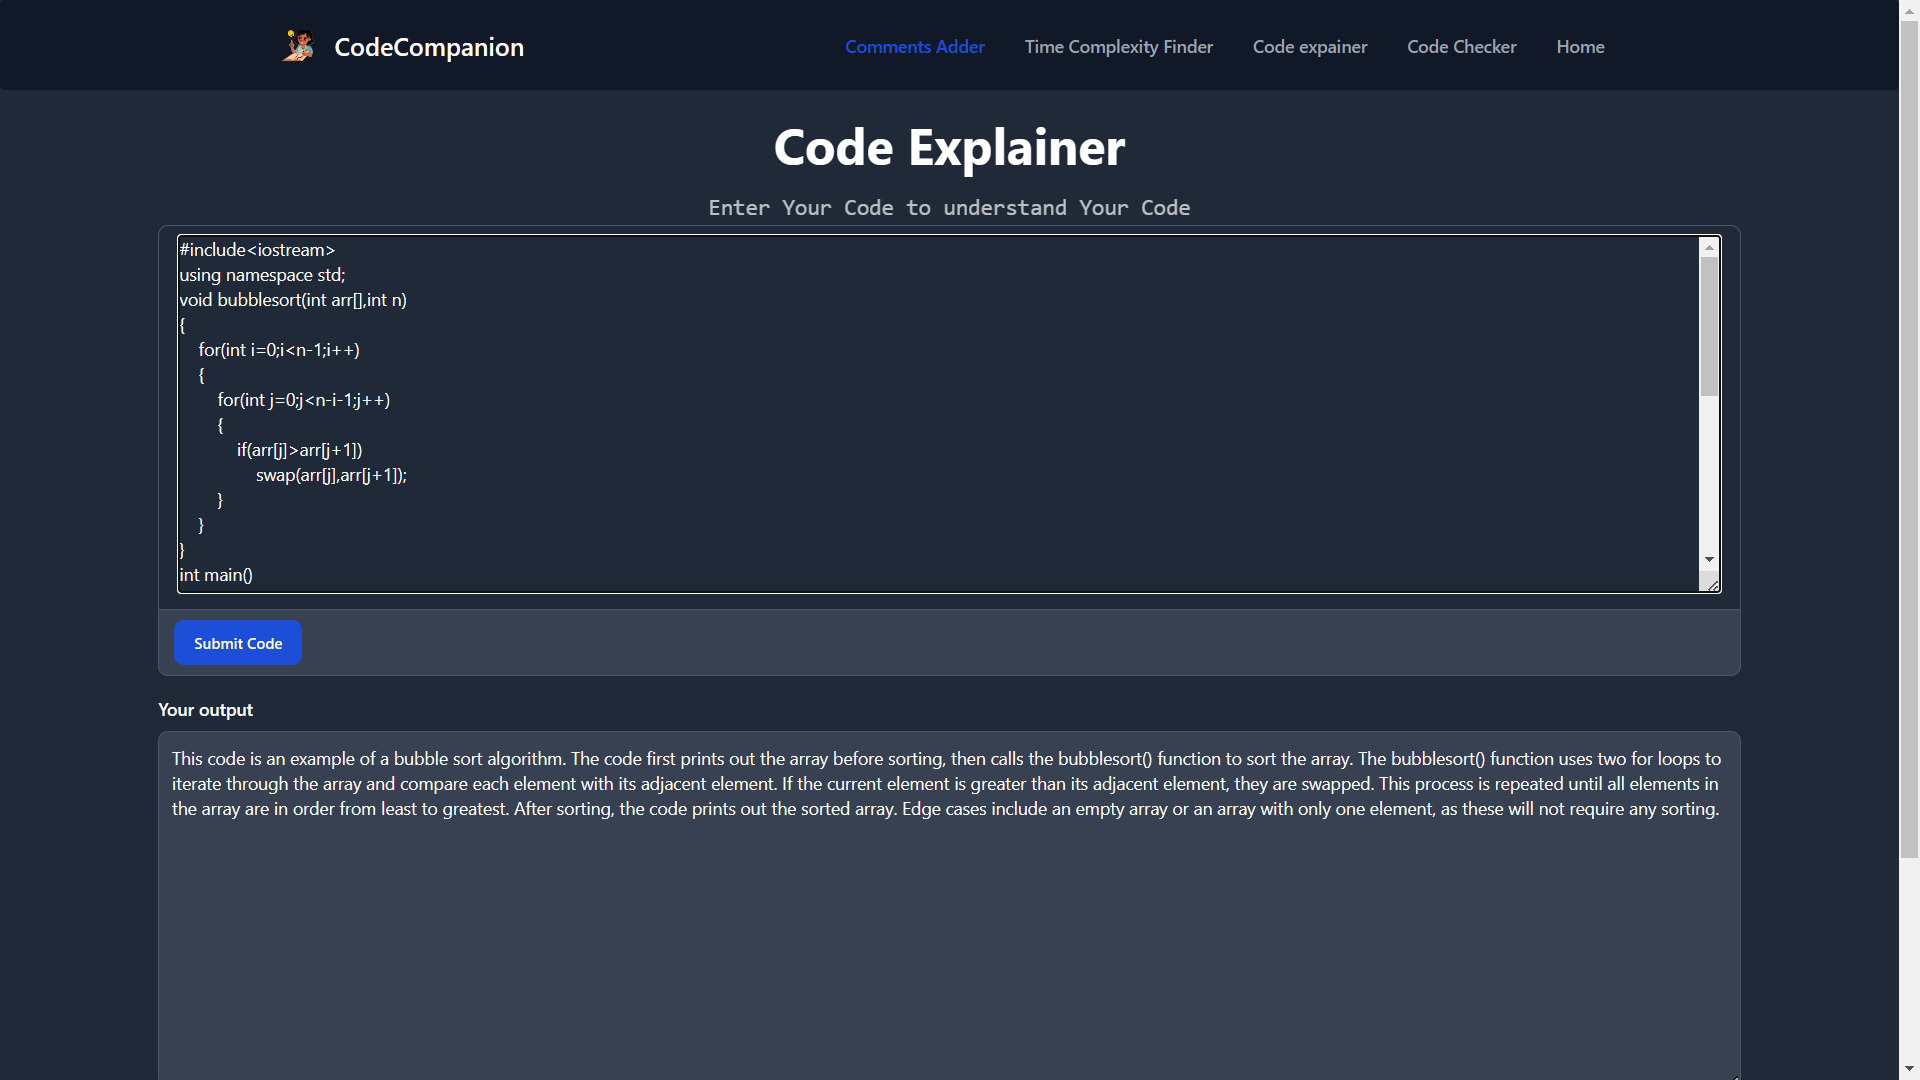 CodeCompanion
Comments Adder
Time Complexity Finder
Code expainer
Code Checker
Home
Code Explainer
Enter Your Code to understand Your Code
#include<iostream>
using namespace std;
void bubblesort(int arr[],int n)
{
    for(int i=0;i<n-1;i++)
    {
        for(int j=0;j<n-i-1;j++)
        {
            if(arr[j]>arr[j+1])
                swap(arr[j],arr[j+1]);
        }
    }
}
int main()
Submit Code
Your output
This code is an example of a bubble sort algorithm. The code first prints out the array before sorting, then calls the bubblesort() function to sort the array. The bubblesort() function uses two for loops to
iterate through the array and compare each element with its adjacent element. If the current element is greater than its adjacent element, they are swapped. This process is repeated until all elements in
the array are in order from least to greatest. After sorting, the code prints out the sorted array. Edge cases include an empty array or an array with only one element, as these will not require any sorting.